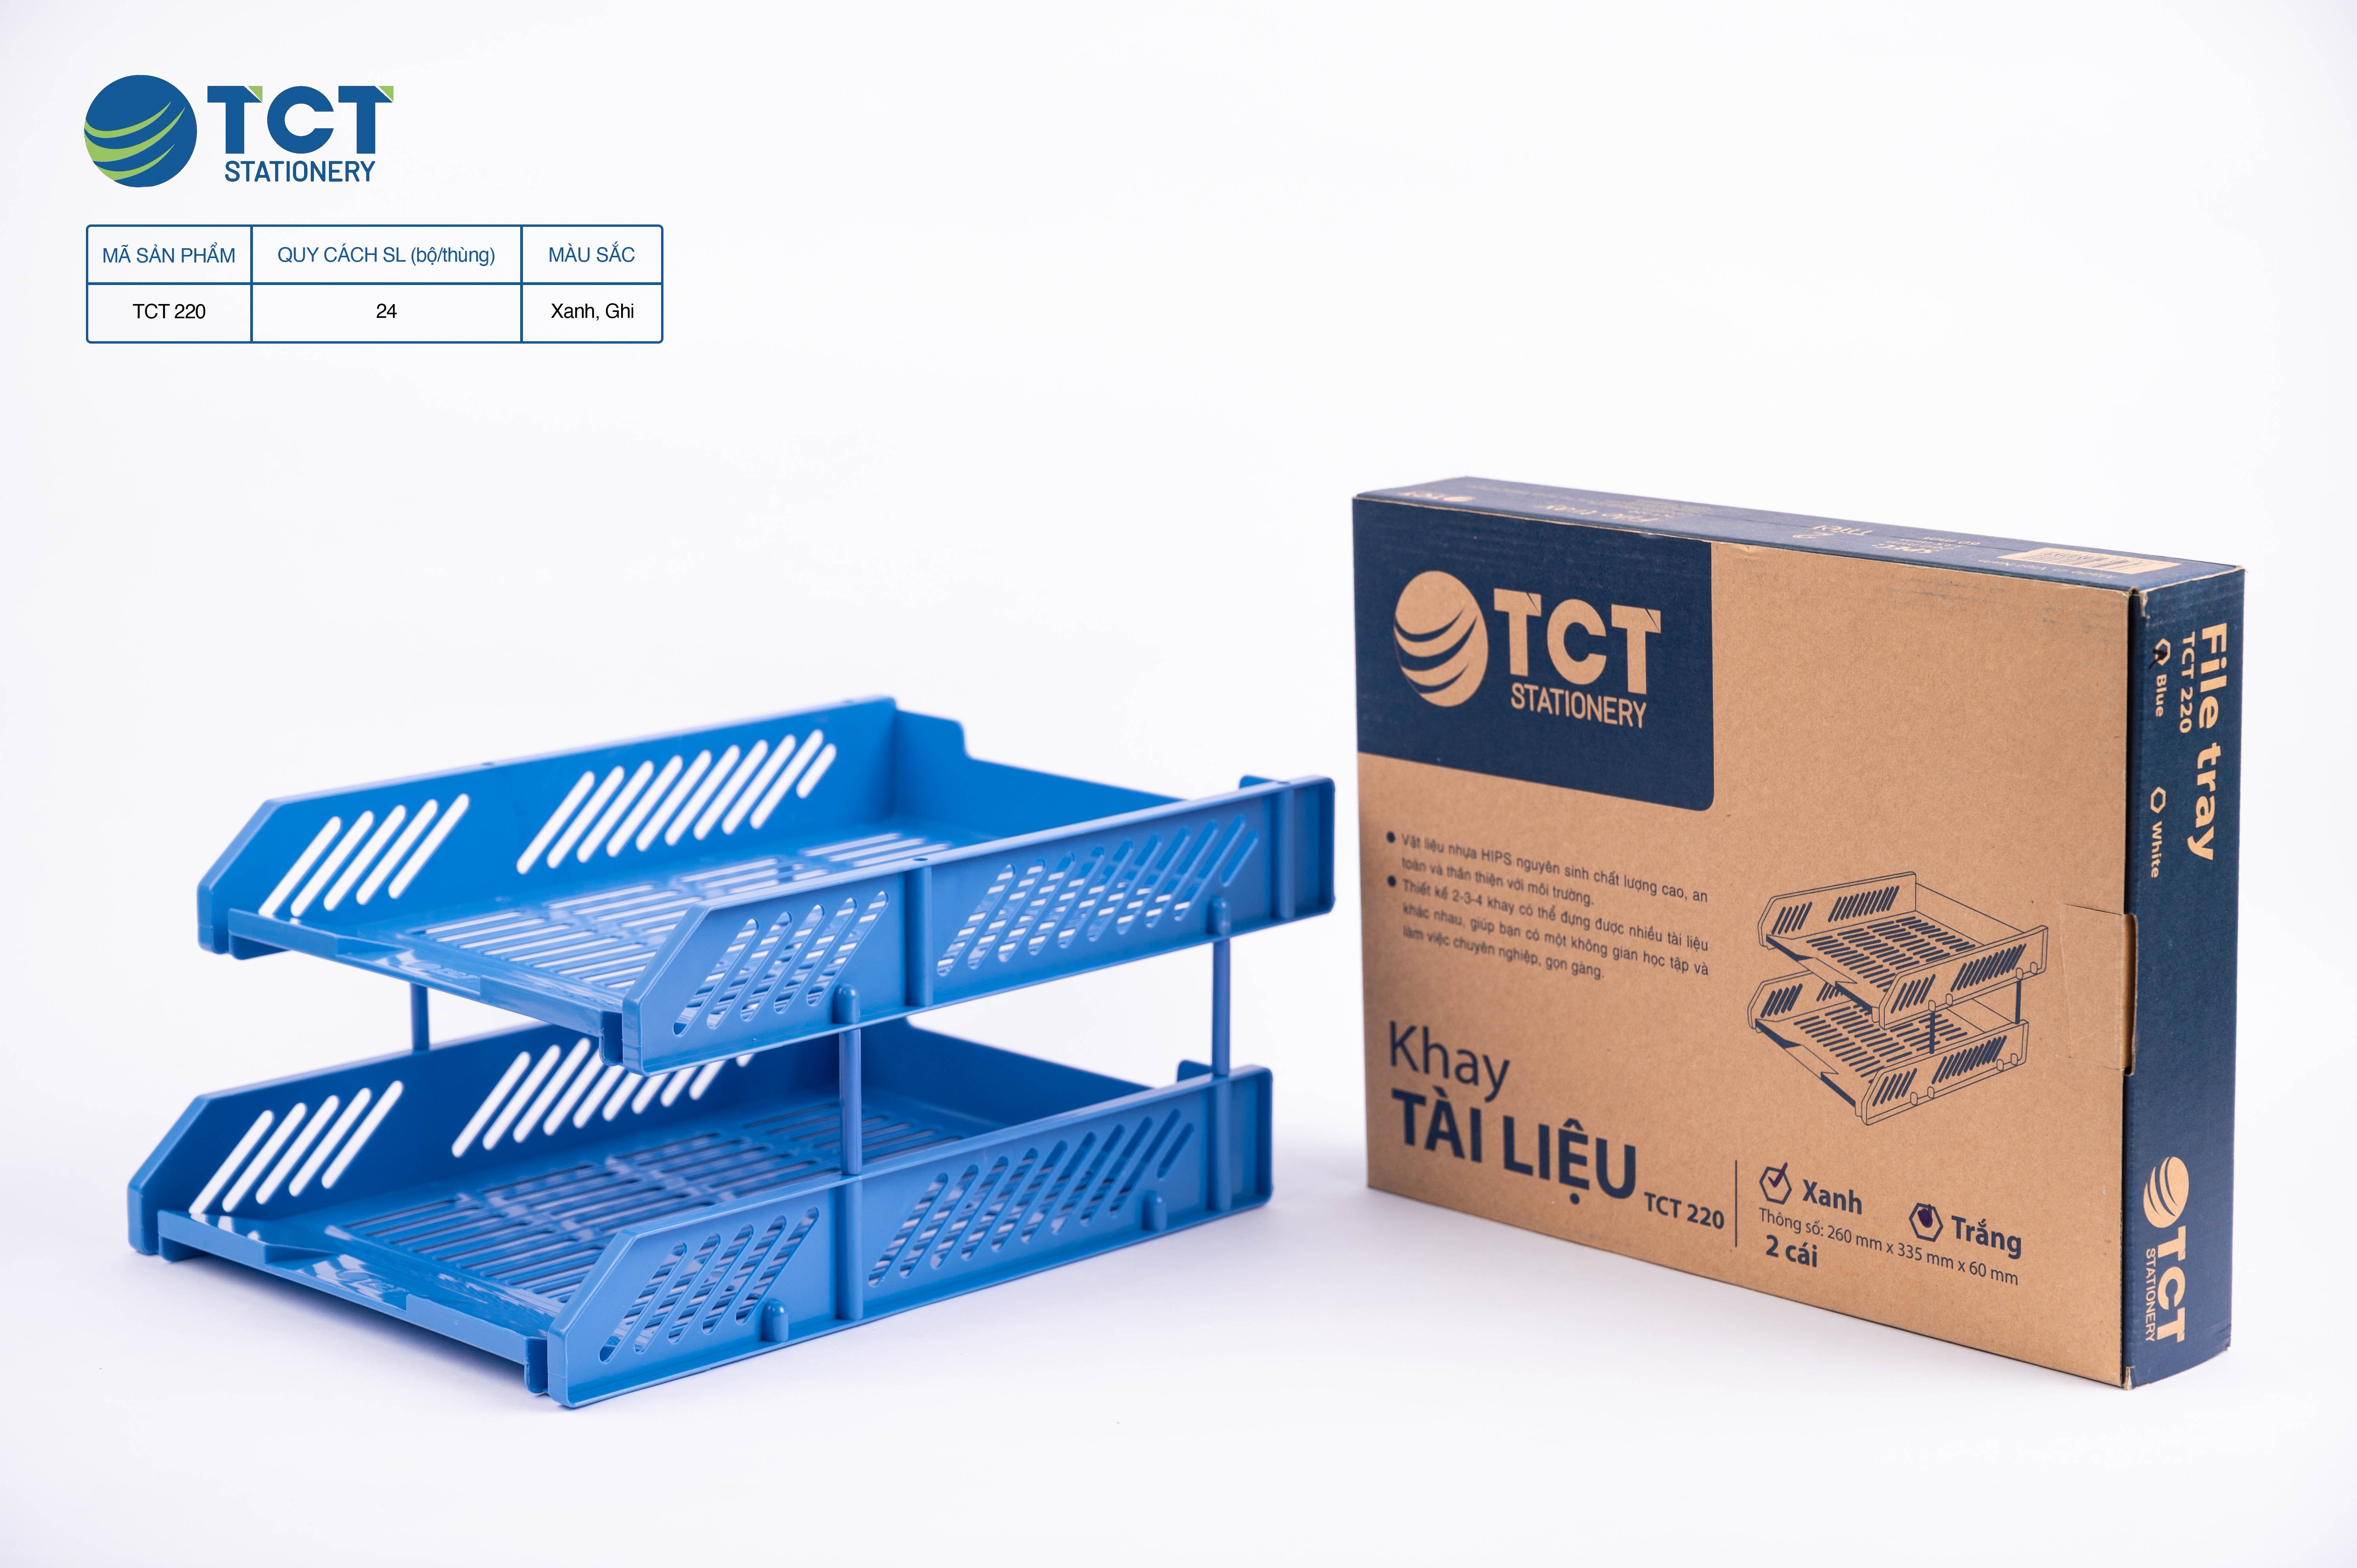 TCT
STATIONERY
MÃ SẢN PHẨM
QUY CÁCH SL (bộ/thùng)
MÀU SẮC
TCT 220
24
Xanh, Ghi
TCT
STATIONERY
Vật liệu nhựa HIPS nguyên sinh chất lượng cao, an
toàn và thân thiện với môi trường.
Thiết kế 2-3-4 khay có thể đựng được nhiều tài liệu
khác nhau, giúp bạn có một không gian học tập và
làm việc chuyên nghiệp, gọn gàng.
Khay
TÀI LIỆU
TCT 220
Xanh
Trắng
Thông số: 260 mm x 335 mm x 60 mm
2 cái
File tray
TCT 220
Blue
White
TCT
STATIONERY